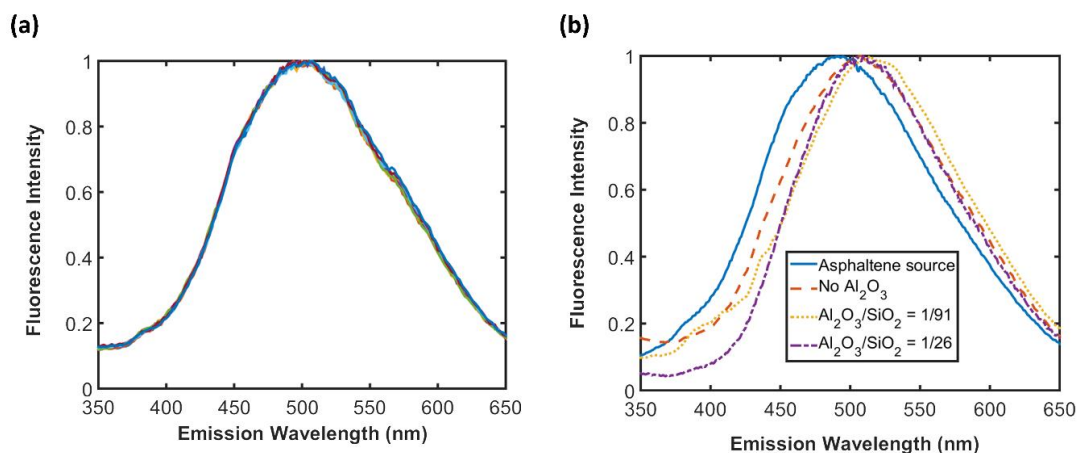 (a)
1
0.8
0.6
0.4
0.2
0
350 400 450 500 550 600 650
Emission Wavelength (nm)
Fluorescence Intensity
(b)
1
0.8
0.6
0.4
0.2
0
350 400 450 500 550 600 650
Emission Wavelength (nm)
Fluorescence Intensity
Asphaltene source
No Al₂O₃
Al₂O₃/SiO₂ = 1/91
Al₂O₃/SiO₂ = 1/26